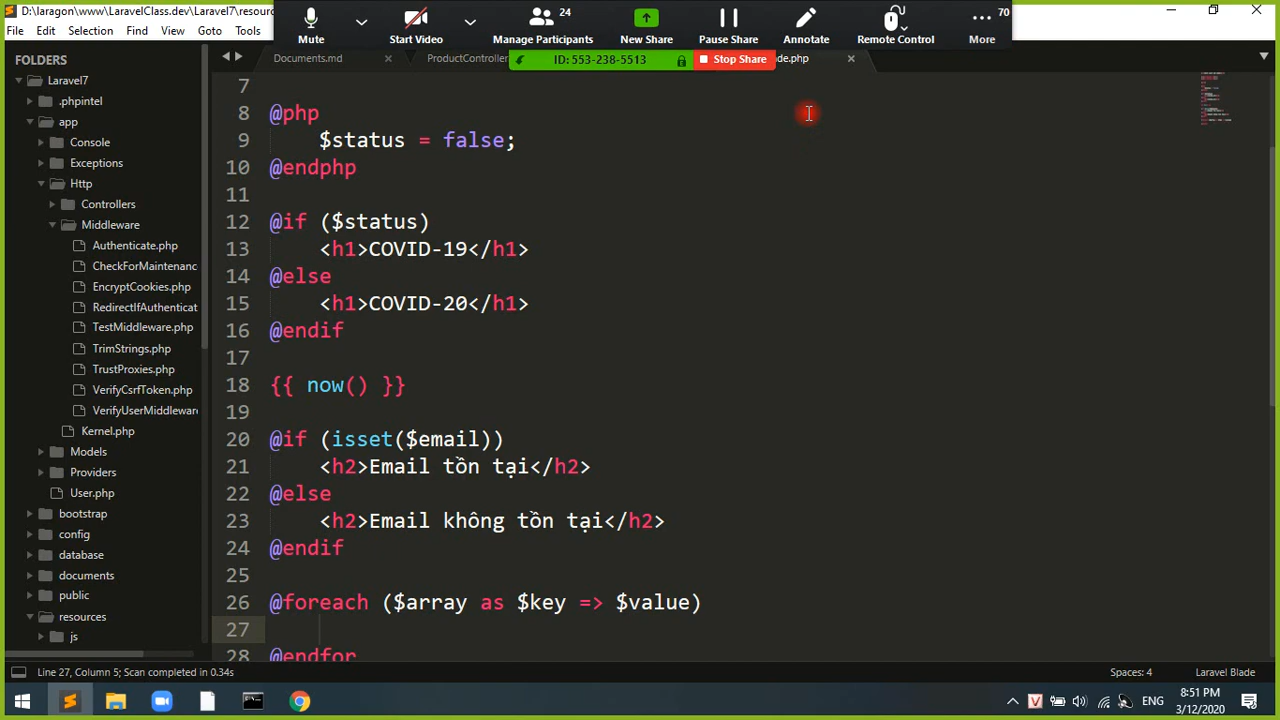 D:\laragon\www\LaravelClass.dev\Laravel7\resourc
Mute
Start Video
24
Manage Participants
New Share
Pause Share
Annotate
Remote Control
70
More
File Edit Selection Find View Goto Tools
ID: 553-238-5513
Stop Share
FOLDERS
Laravel7
.phpintel
app
Console
Exceptions
Http
Controllers
Middleware
Authenticate.php
CheckForMaintenanc
EncryptCookies.php
RedirectIfAuthenticat
TestMiddleware.php
TrimStrings.php
TrustProxies.php
VerifyCsrfToken.php
VerifyUserMiddleware
Kernel.php
Models
Providers
User.php
bootstrap
config
database
documents
public
resources
js
Documents.md
ProductController
de.php
7
8 @php
9 $status = false;
10 @endphp
11
12 @if ($status)
13 <h1>COVID-19</h1>
14 @else
15 <h1>COVID-20</h1>
16 @endif
17
18 {{ now() }}
19
20 @if (isset($email))
21 <h2>Email tồn tại</h2>
22 @else
23 <h2>Email không tồn tại</h2>
24 @endif
25
26 @foreach ($array as $key => $value)
27
28 @endfor
Line 27, Column 5; Scan completed in 0.34s
Spaces: 4
Laravel Blade
ENG
8:51 PM
3/12/2020